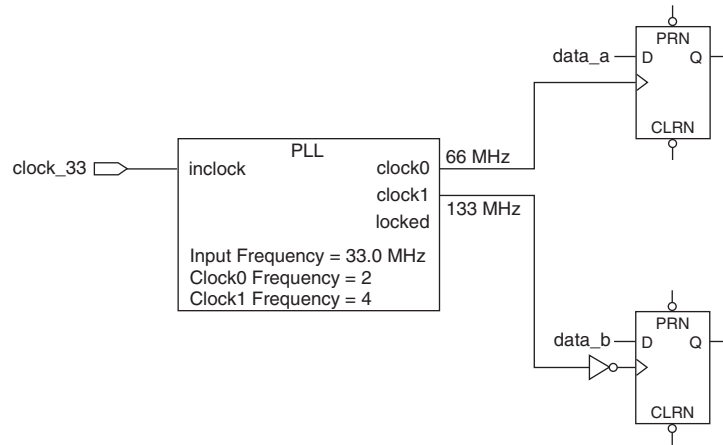 PRN
data_a
D
Q
CLRN
clock_33
PLL
inclock
clock0
66 MHz
clock1
133 MHz
locked
Input Frequency = 33.0 MHz
Clock0 Frequency = 2
Clock1 Frequency = 4
PRN
data_b
D
Q
CLRN